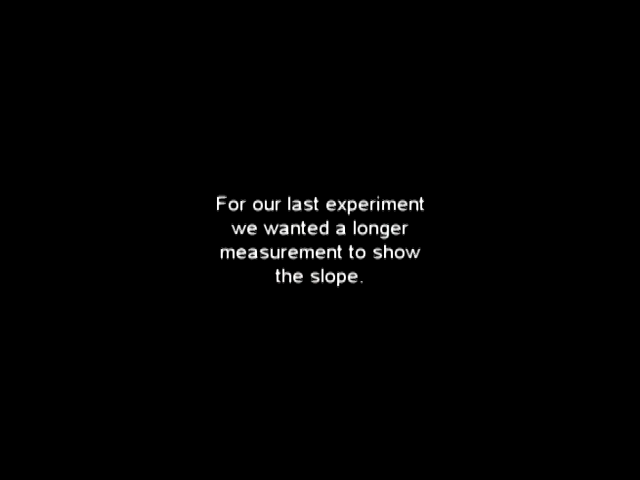 For our last experiment
we wanted a longer
measurement to show
the slope.